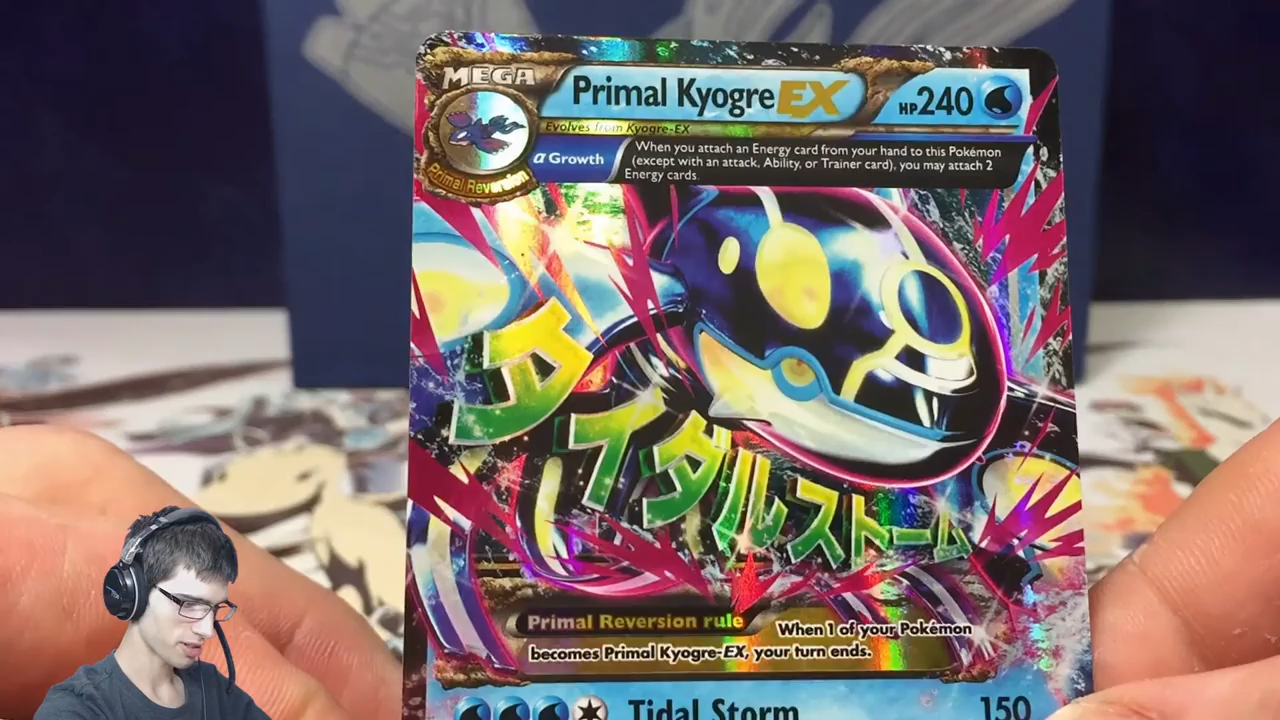 MEGA
Primal Kyogre EX
HP240
Evolves from Kyogre-EX
Primal Reversion
α Growth
When you attach an Energy card from your hand to this Pokémon
(except with an attack, Ability, or Trainer card), you may attach 2
Energy cards.
タイダルストーム
Primal Reversion rule
When 1 of your Pokémon
becomes Primal Kyogre-EX, your turn ends.
Tidal Storm 150